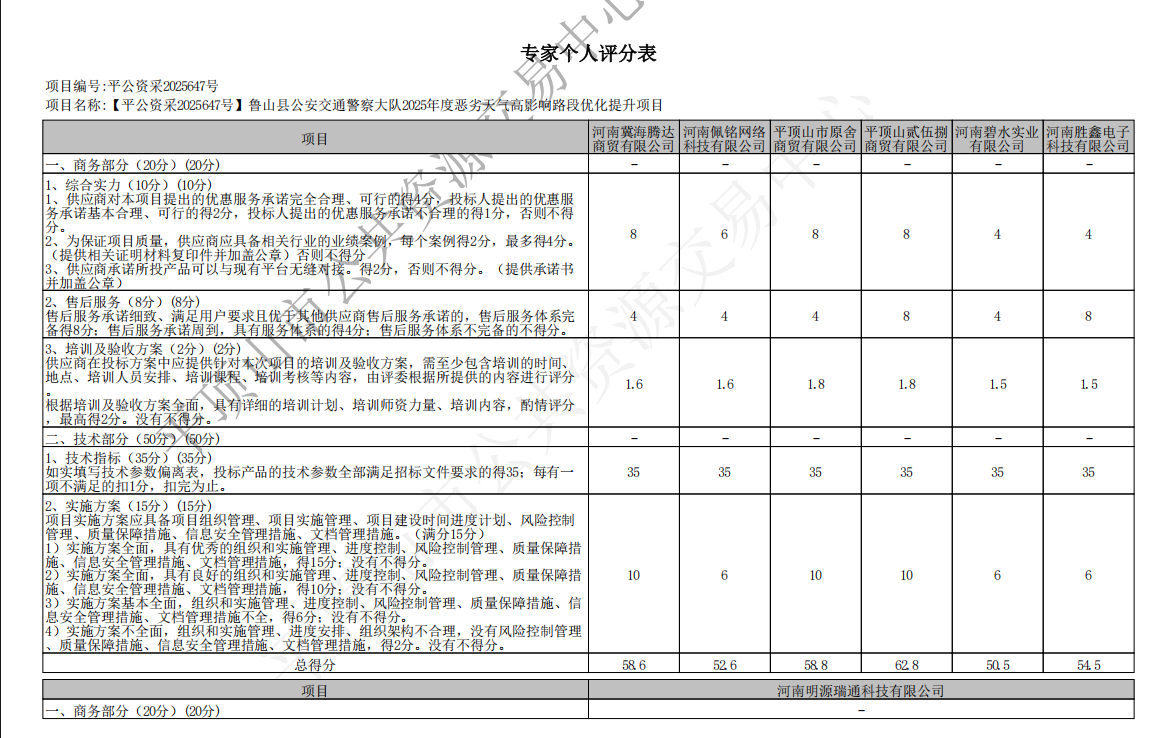 专家个人评分表
项目编号:平公资采2025647号
项目名称:【平公资采2025647号】鲁山县公安交通警察大队2025年度恶劣天气高影响路段优化提升项目
项目 河南冀海腾达商贸有限公司 河南佩铭网络科技有限公司 平顶山市原舍商贸有限公司 平顶山贰伍捌商贸有限公司 河南碧水实业有限公司 河南胜鑫电子科技有限公司
一、商务部分（20分）(20分) － － － － － －
1、综合实力（10分）(10分)
1、供应商对本项目提出的优惠服务承诺完全合理、可行的得4分，投标人提出的优惠服
务承诺基本合理、可行的得2分，投标人提出的优惠服务承诺不合理的得1分，否则不得
分。
2、为保证项目质量，供应商应具备相关行业的业绩案例，每个案例得2分，最多得4分。
（提供相关证明材料复印件并加盖公章）否则不得分
3、供应商承诺所投产品可以与现有平台无缝对接。得2分，否则不得分。（提供承诺书
并加盖公章）
8 6 8 8 4 4
2、售后服务（8分）(8分)
售后服务承诺细致、满足用户要求且优于其他供应商售后服务承诺的，售后服务体系完
备得8分；售后服务承诺周到，具有服务体系的得4分；售后服务体系不完备的不得分。
4 4 4 8 4 8
3、培训及验收方案（2分）(2分)
供应商在投标方案中应提供针对本次项目的培训及验收方案，需至少包含培训的时间、
地点、培训人员安排、培训课程、培训考核等内容，由评委根据所提供的内容进行评分
。
根据培训及验收方案全面，具有详细的培训计划、培训师资力量、培训内容，酌情评分
，最高得2分。没有不得分。
1.6 1.6 1.8 1.8 1.5 1.5
二、技术部分（50分）(50分) － － － － － －
1、技术指标（35分）(35分)
如实填写技术参数偏离表，投标产品的技术参数全部满足招标文件要求的得35；每有一
项不满足的扣1分，扣完为止。
35 35 35 35 35 35
2、实施方案（15分）(15分)
项目实施方案应具备项目组织管理、项目实施管理、项目建设时间进度计划、风险控制
管理、质量保障措施、信息安全管理措施、文档管理措施。（满分15分）
1）实施方案全面，具有优秀的组织和实施管理、进度控制、风险控制管理、质量保障措
施、信息安全管理措施、文档管理措施，得15分；没有不得分。
2）实施方案全面，具有良好的组织和实施管理、进度控制、风险控制管理、质量保障措
施、信息安全管理措施、文档管理措施，得10分；没有不得分。
3）实施方案基本全面，组织和实施管理、进度控制、风险控制管理、质量保障措施、信
息安全管理措施、文档管理措施不全，得6分；没有不得分。
4）实施方案不全面，组织和实施管理、进度安排、组织架构不合理，没有风险控制管理
、质量保障措施、信息安全管理措施、文档管理措施，得2分。没有不得分。
10 6 10 10 6 6
总得分 58.6 52.6 58.8 62.8 50.5 54.5
项目 河南明源瑞通科技有限公司
一、商务部分（20分）(20分) －
平顶山市公共资源交易中心
平顶山市公共资源交易中心